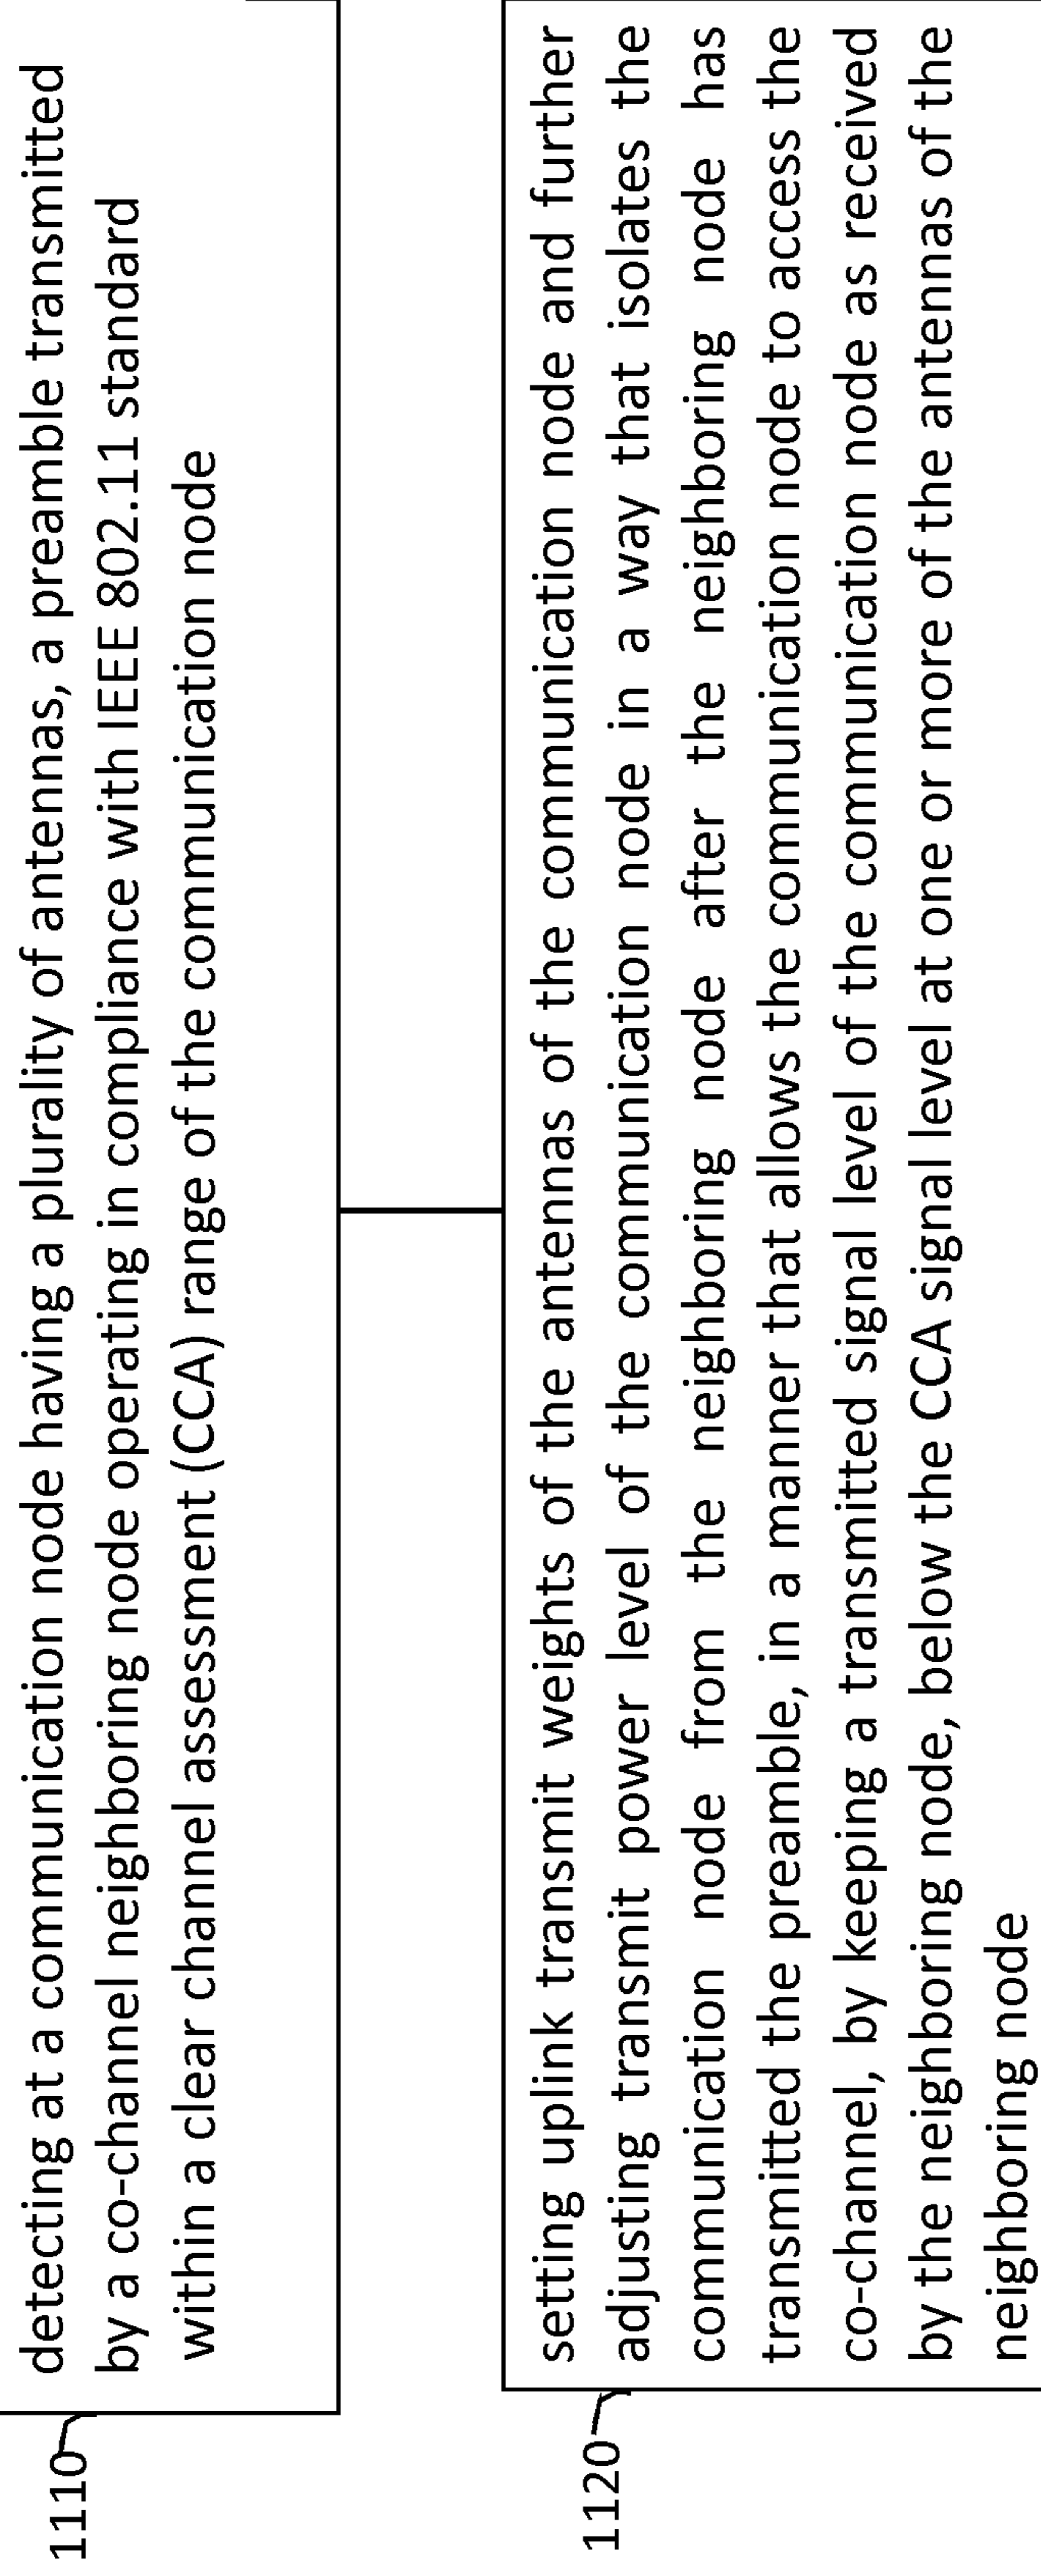 detecting at a communication node having a plurality of antennas, a preamble transmitted
by a co-channel neighboring node operating in compliance with IEEE 802.11 standard
within a clear channel assessment (CCA) range of the communication node
1110
setting uplink transmit weights of the antennas of the communication node and further
adjusting transmit power level of the communication node in a way that isolates the
communication node from the neighboring node after the neighboring node has
transmitted the preamble, in a manner that allows the communication node to access the
co-channel, by keeping a transmitted signal level of the communication node as received
by the neighboring node, below the CCA signal level at one or more of the antennas of the
neighboring node
1120